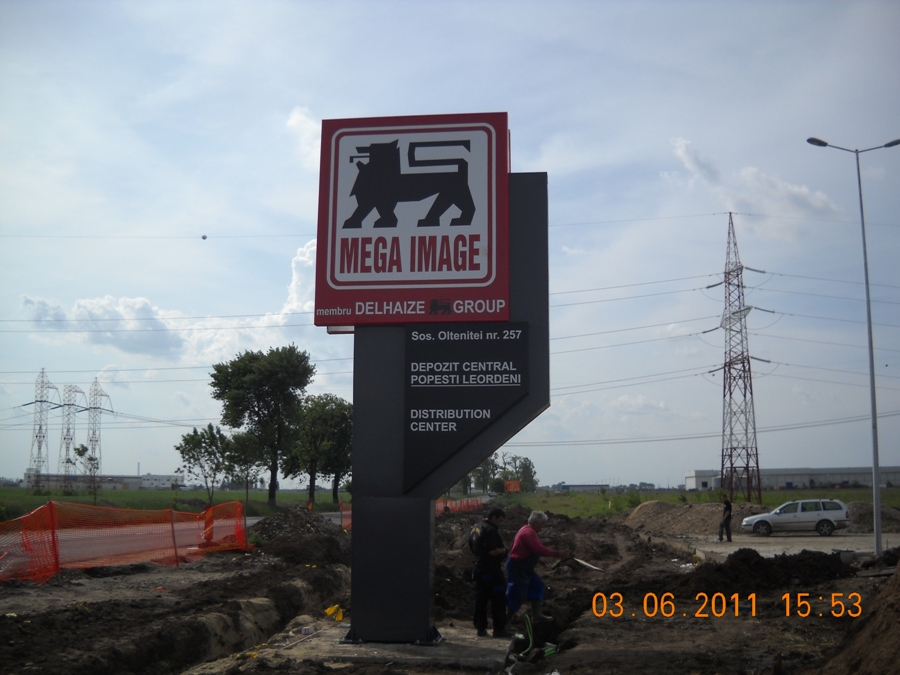 MEGA IMAGE
membru DELHAIZE GROUP
Sos. Oltenitei nr. 257
DEPOZIT CENTRAL
POPESTI LEORDENI
DISTRIBUTION
CENTER
03.06.2011 15:53